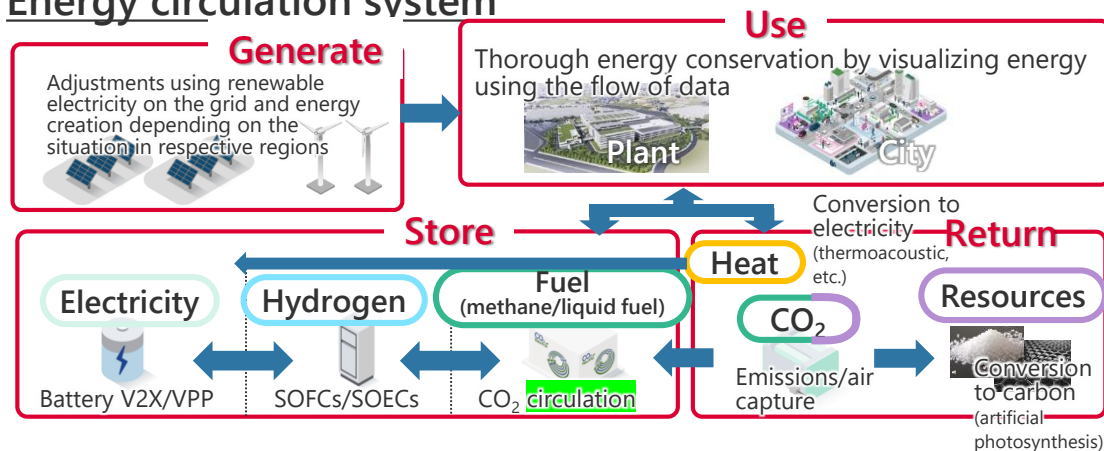 Energy circulation system
Generate
Adjustments using renewable
electricity on the grid and energy
creation depending on the
situation in respective regions
Use
Thorough energy conservation by visualizing energy
using the flow of data
Plant
City
Store
Electricity
Battery V2X/VPP
Hydrogen
SOFCs/SOECs
Fuel
(methane/liquid fuel)
CO₂ circulation
Return
Heat
Conversion to
electricity
(thermoacoustic,
etc.)
CO₂
Emissions/air
capture
Resources
Conversion
to carbon
(artificial
photosynthesis)